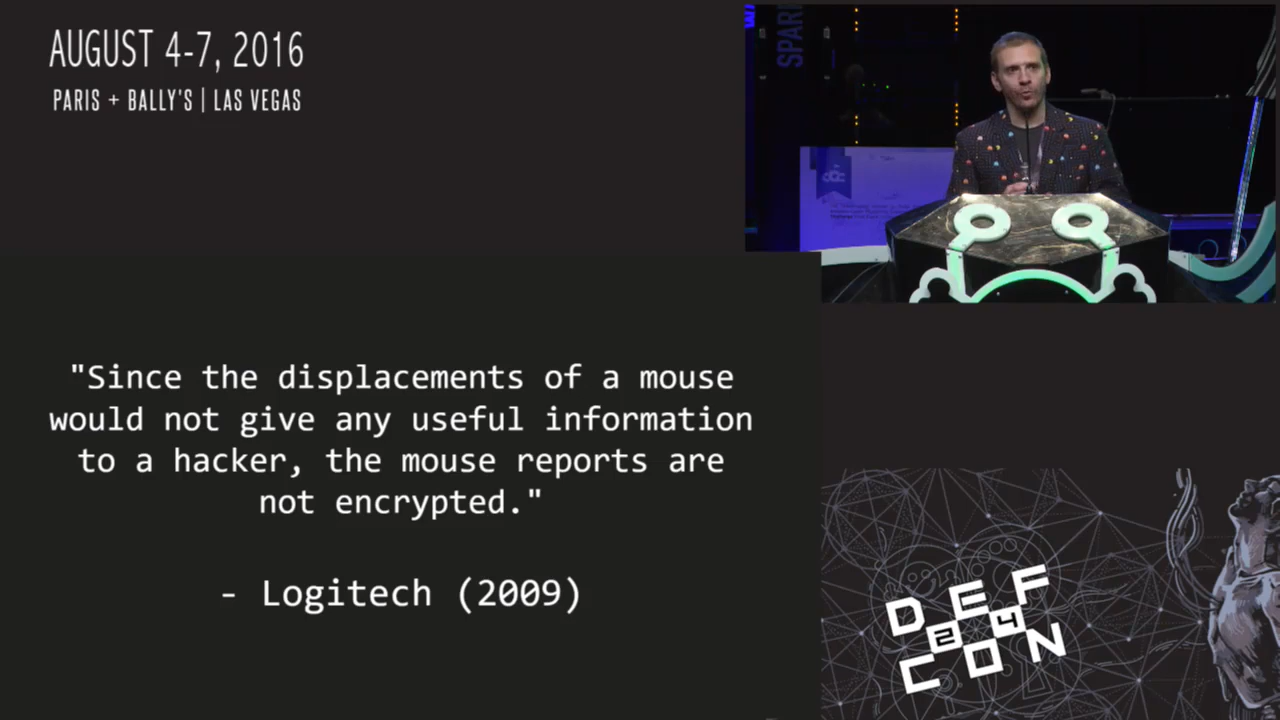 AUGUST 4-7, 2016
PARIS + BALLY'S | LAS VEGAS
SPAR
"Since the displacements of a mouse
would not give any useful information
to a hacker, the mouse reports are
not encrypted."
- Logitech (2009)
DEF
24
CON